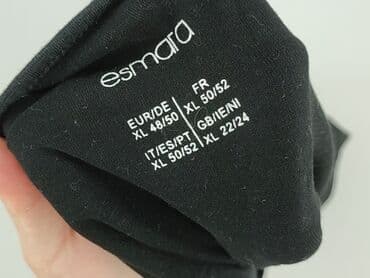 esmara
EUR/DE FR
XL 48/50 XL 50/52
IT/ES/PT GB/IE/NI
XL 50/52 XL 22/24